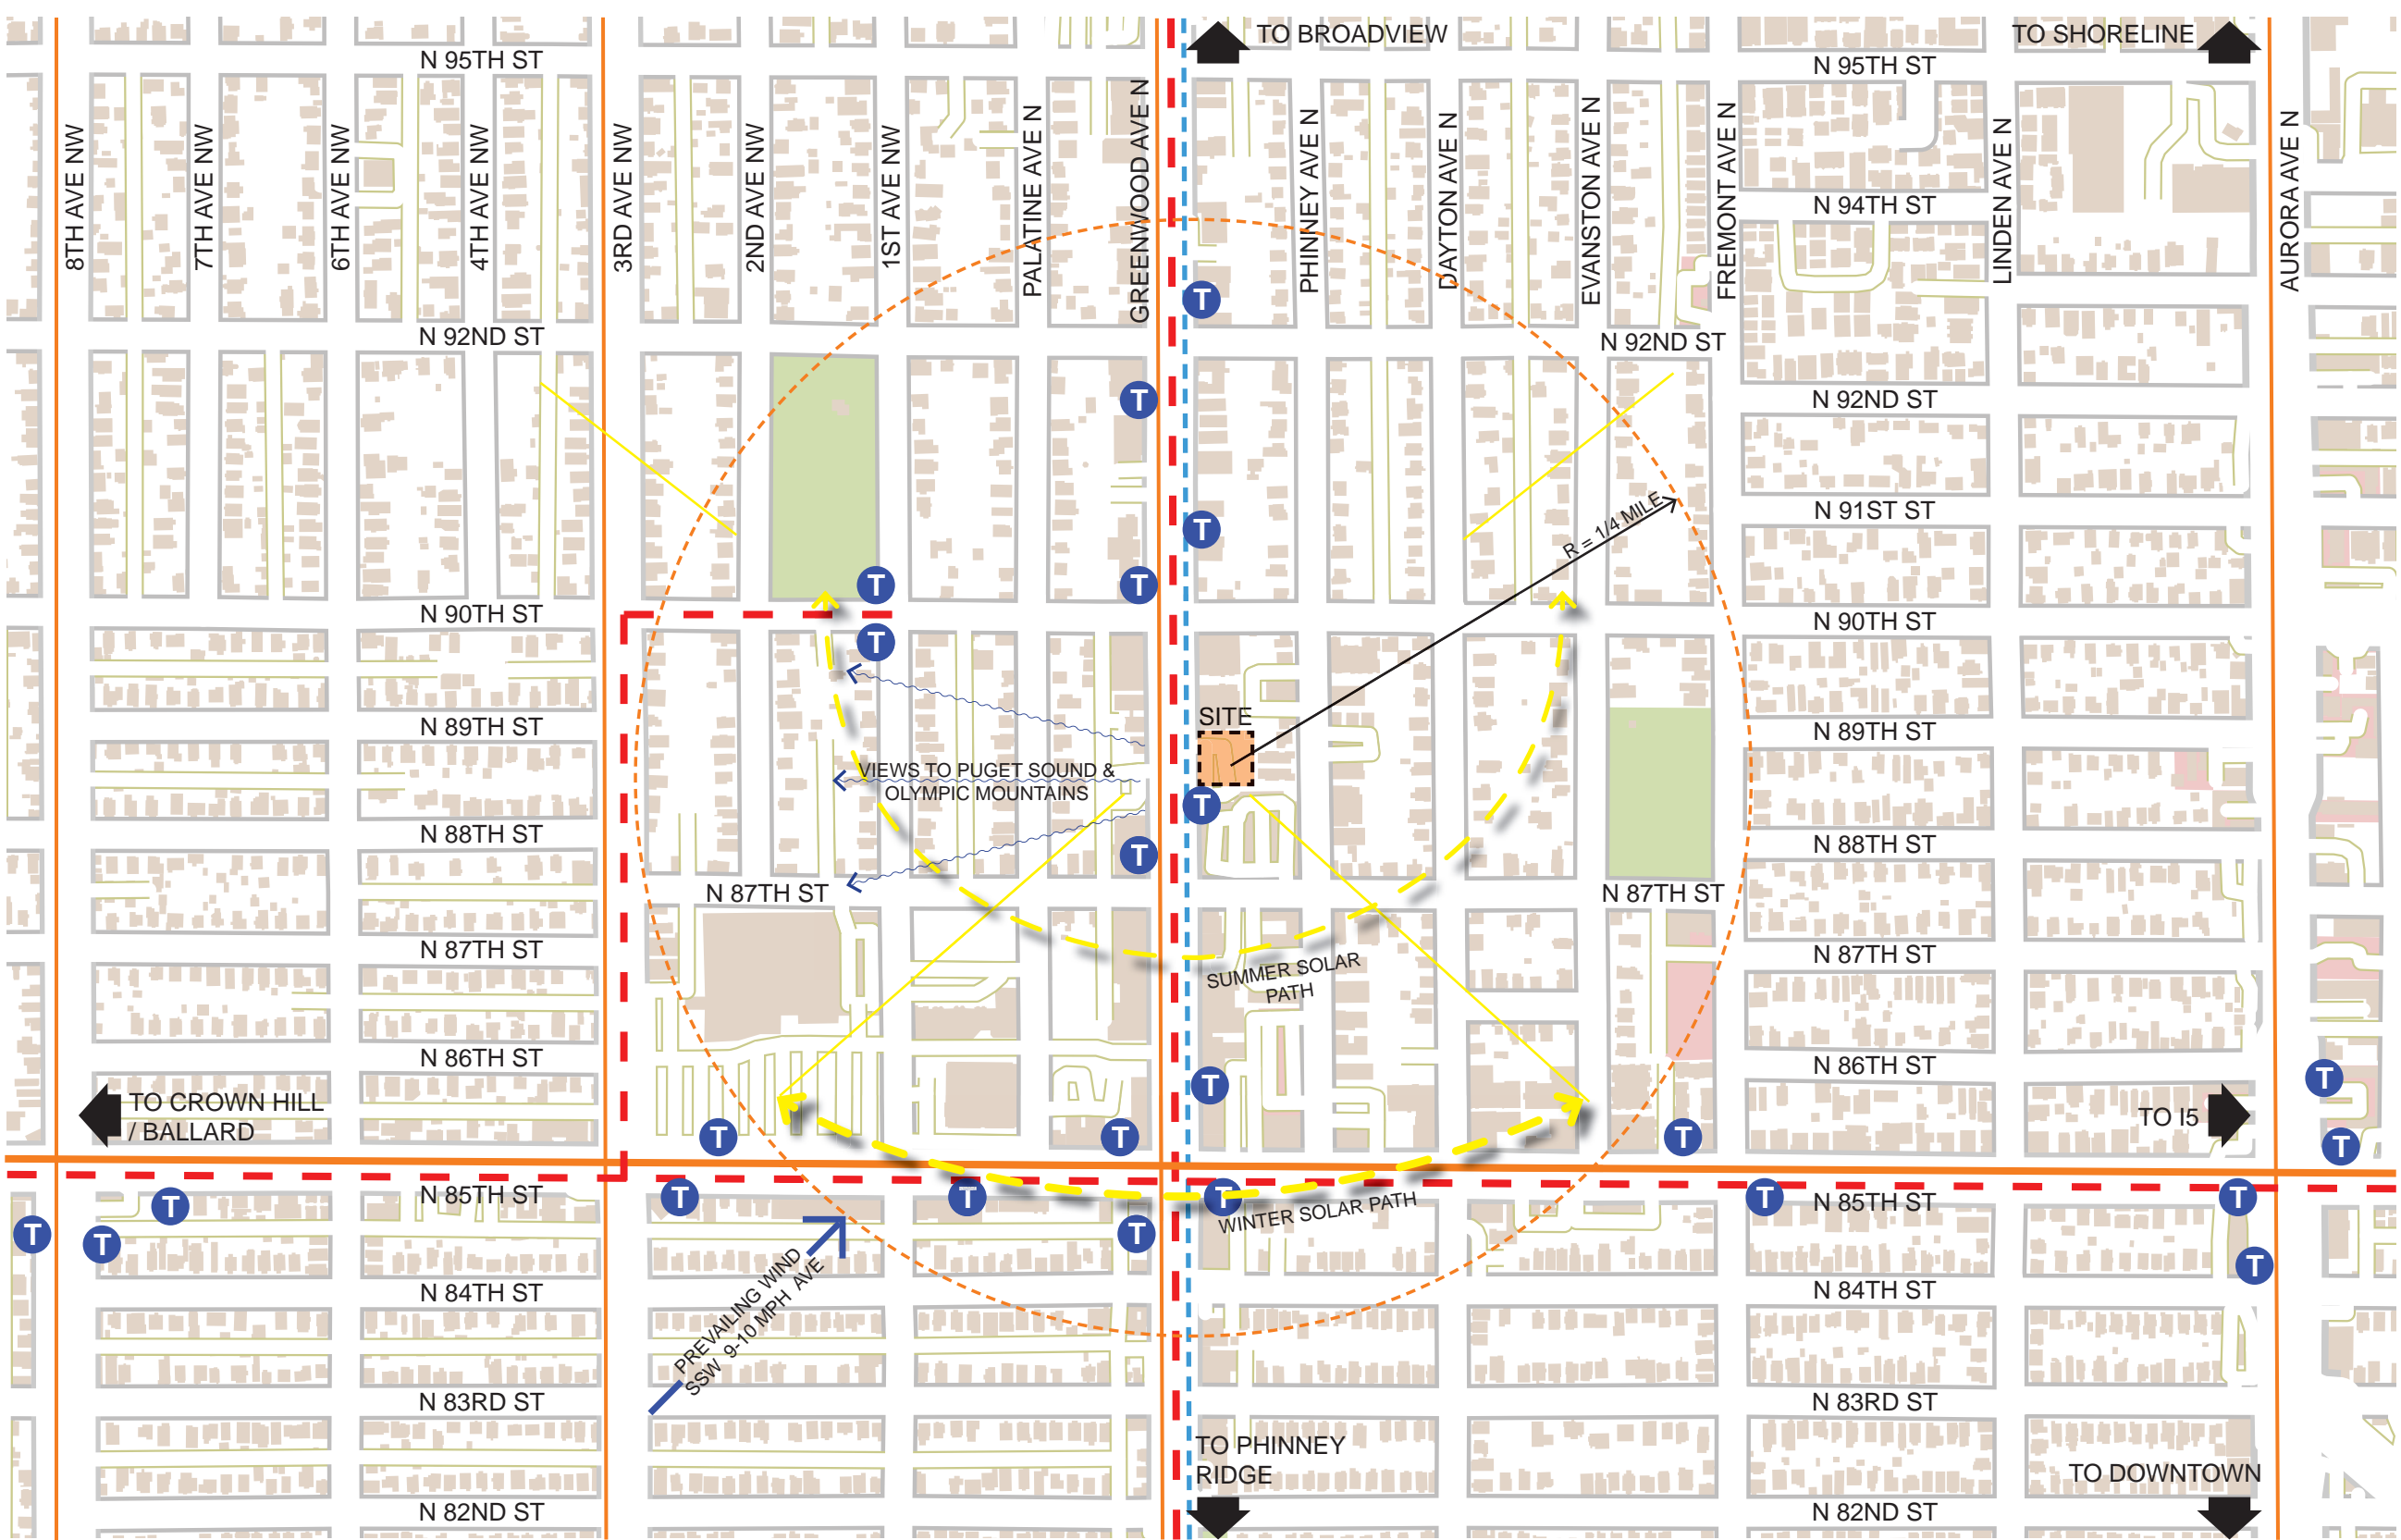 TO BROADVIEW
TO SHORELINE
N 95TH ST
N 95TH ST
8TH AVE NW
7TH AVE NW
6TH AVE NW
4TH AVE NW
3RD AVE NW
2ND AVE NW
1ST AVE NW
PALATINE AVE N
GREENWOOD AVE N
PHINNEY AVE N
DAYTON AVE N
EVANSTON AVE N
FREMONT AVE N
LINDEN AVE N
AURORA AVE N
N 94TH ST
T
N 92ND ST
N 92ND ST
N 92ND ST
T
R = 1/4 MILE
N 91ST ST
T
T
T
N 90TH ST
N 90TH ST
T
SITE
N 89TH ST
N 89TH ST
VIEWS TO PUGET SOUND &
OLYMPIC MOUNTAINS
T
N 88TH ST
N 88TH ST
T
N 87TH ST
N 87TH ST
N 87TH ST
N 87TH ST
SUMMER SOLAR
PATH
N 86TH ST
N 86TH ST
T
T
TO CROWN HILL
/ BALLARD
TO I5
T
T
T
T
N 85TH ST
N 85TH ST
T
T
T
T
T
T
WINTER SOLAR PATH
T
T
T
T
PREVAILING WIND
SSW 9-10 MPH AVE
N 84TH ST
N 84TH ST
N 83RD ST
N 83RD ST
TO PHINNEY
RIDGE
TO DOWNTOWN
N 82ND ST
N 82ND ST